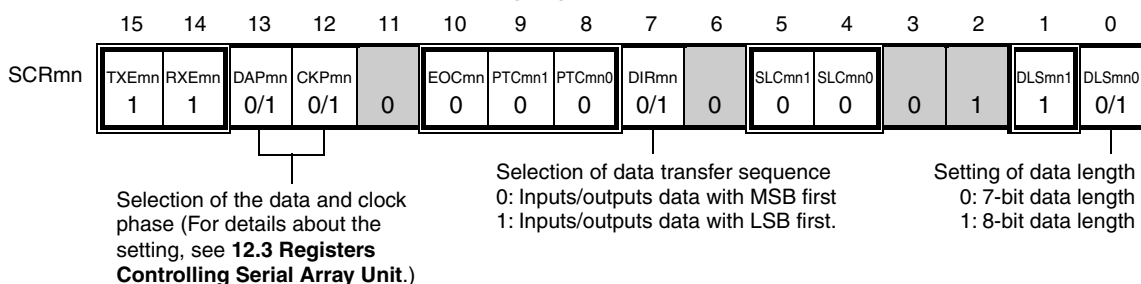 15 14 13 12 11 10 9 8 7 6 5 4 3 2 1 0
SCRmn TXEmn RXEmn DAPmn CKPmn EOCmn PTCmn1 PTCmn0 DIRmn SLCmn1 SLCmn0 DLSmn1 DLSmn0
1 1 0/1 0/1 0 0 0 0 0/1 0 0 0 0 1 1 0/1
Selection of the data and clock
phase (For details about the
setting, see 12.3 Registers
Controlling Serial Array Unit.)
Selection of data transfer sequence
0: Inputs/outputs data with MSB first
1: Inputs/outputs data with LSB first.
Setting of data length
0: 7-bit data length
1: 8-bit data length